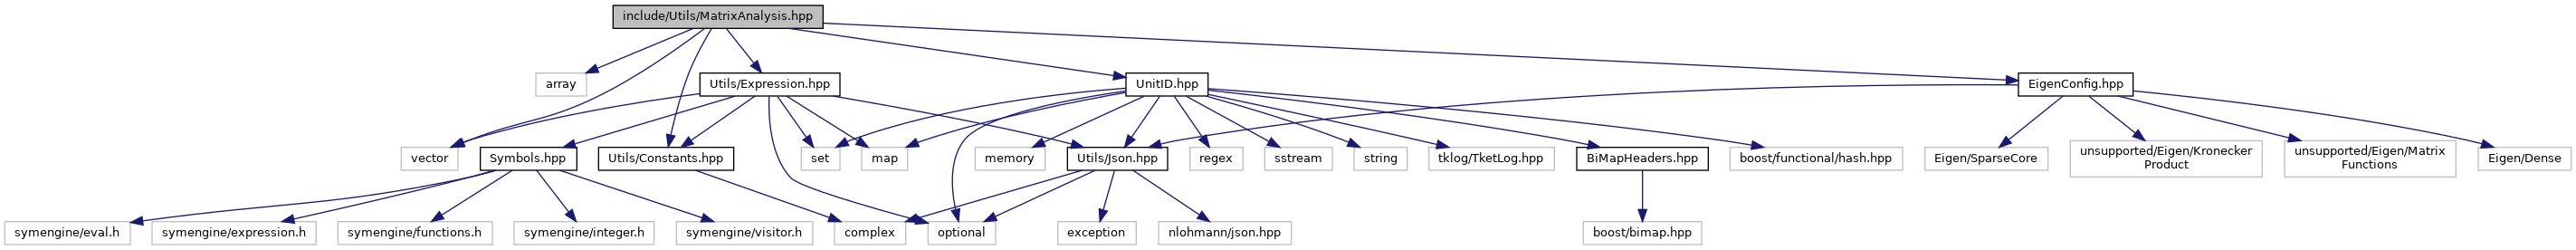 include/Utils/MatrixAnalysis.hpp
array
Utils/Expression.hpp
UnitID.hpp
EigenConfig.hpp
vector
Symbols.hpp
Utils/Constants.hpp
set
map
memory
Utils/Json.hpp
regex
sstream
string
tklog/TketLog.hpp
BiMapHeaders.hpp
boost/functional/hash.hpp
Eigen/SparseCore
unsupported/Eigen/Kronecker
Product
unsupported/Eigen/Matrix
Functions
Eigen/Dense
symengine/eval.h
symengine/expression.h
symengine/functions.h
symengine/integer.h
symengine/visitor.h
complex
optional
exception
nlohmann/json.hpp
boost/bimap.hpp